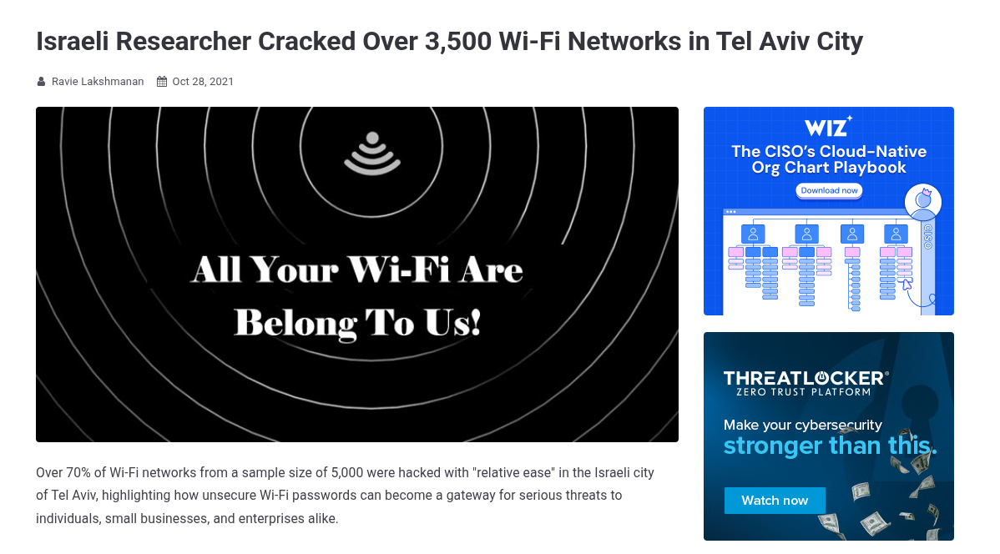 Israeli Researcher Cracked Over 3,500 Wi-Fi Networks in Tel Aviv City
Ravie Lakshmanan Oct 28, 2021
All Your Wi-Fi Are
Belong To Us!
Over 70% of Wi-Fi networks from a sample size of 5,000 were hacked with "relative ease" in the Israeli city
of Tel Aviv, highlighting how unsecure Wi-Fi passwords can become a gateway for serious threats to
individuals, small businesses, and enterprises alike.
WIZ
The CISO's Cloud-Native
Org Chart Playbook
Download now
CISO
THREATLOCKER®
ZERO TRUST PLATFORM
Make your cybersecurity
stronger than this.
Watch now